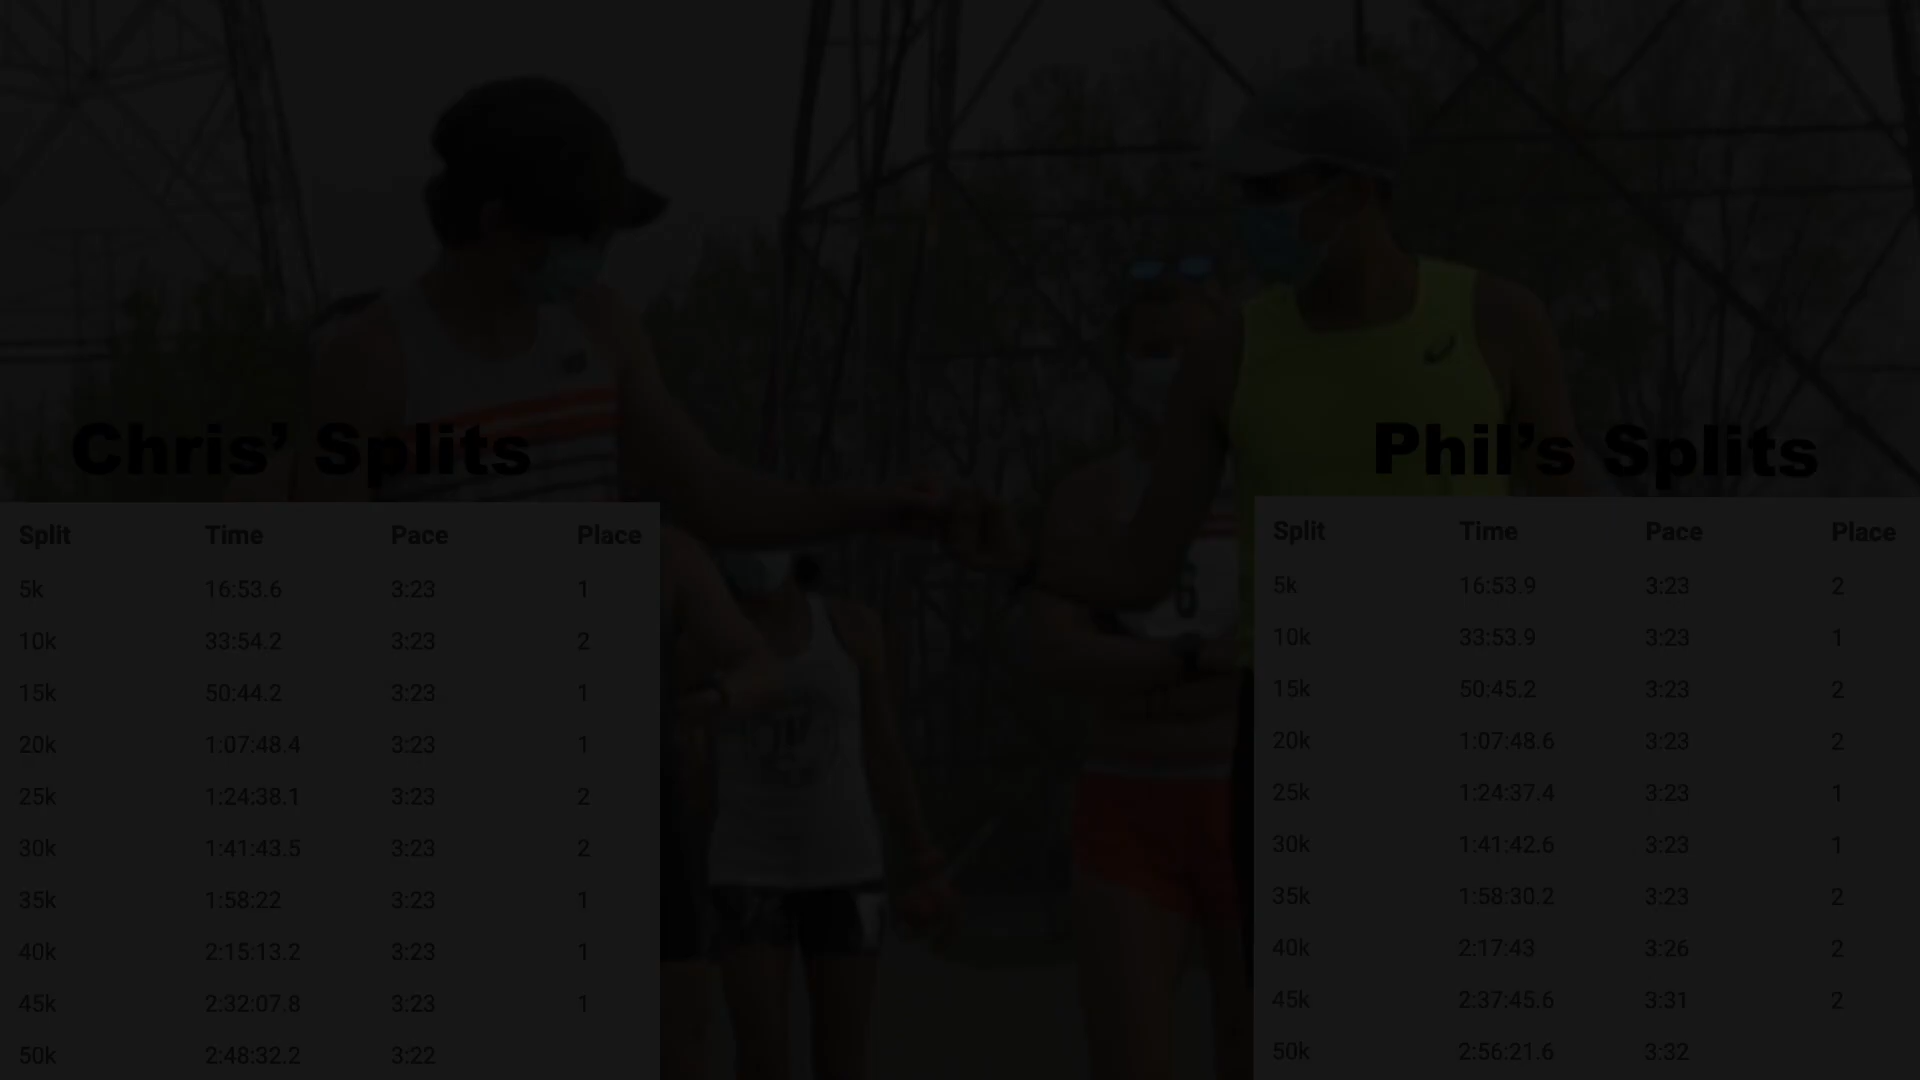 Chris’ Splits
Split Time Pace Place
5k 16:53.6 3:23 1
10k 33:54.2 3:23 2
15k 50:44.2 3:23 1
20k 1:07:48.4 3:23 1
25k 1:24:38.1 3:23 2
30k 1:41:43.5 3:23 2
35k 1:58:22 3:23 1
40k 2:15:13.2 3:23 1
45k 2:32:07.8 3:23 1
50k 2:48:32.2 3:22
Phil’s Splits
Split Time Pace Place
5k 16:53.9 3:23 2
10k 33:53.9 3:23 1
15k 50:45.2 3:23 2
20k 1:07:48.6 3:23 2
25k 1:24:37.4 3:23 1
30k 1:41:42.6 3:23 1
35k 1:58:30.2 3:23 2
40k 2:17:43 3:26 2
45k 2:37:45.6 3:31 2
50k 2:56:21.6 3:32